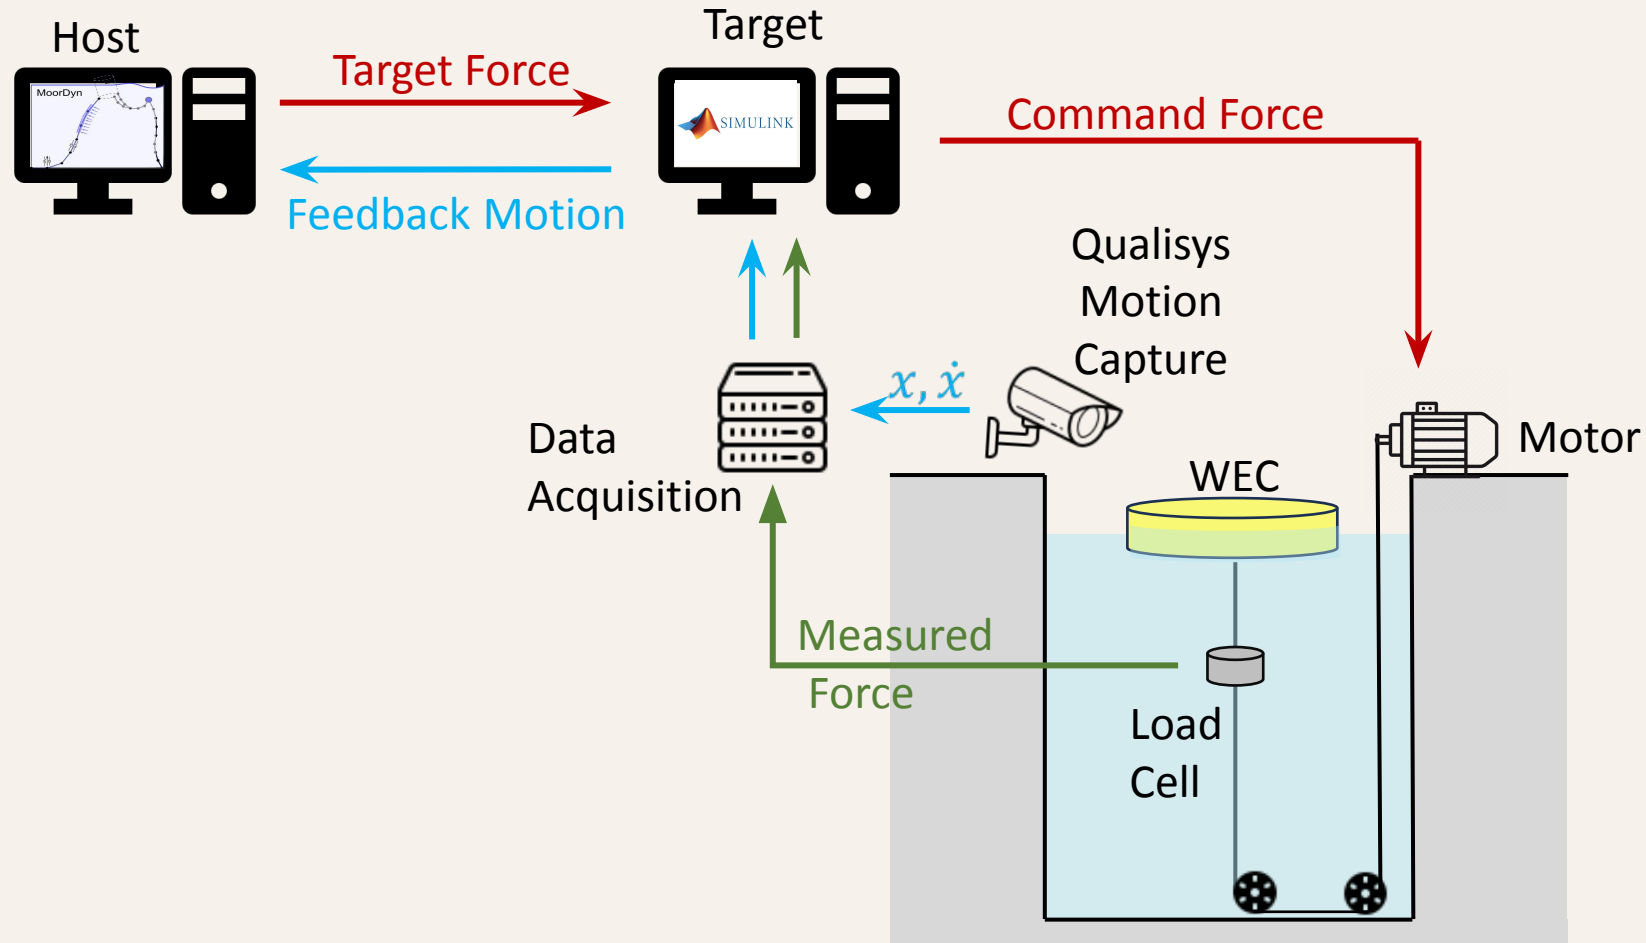 Host
Target
MoorDyn
Target Force
SIMULINK
Command Force
Feedback Motion
Qualisys
Motion
Capture
x, ẋ
Data
Acquisition
Motor
WEC
Measured
Force
Load
Cell